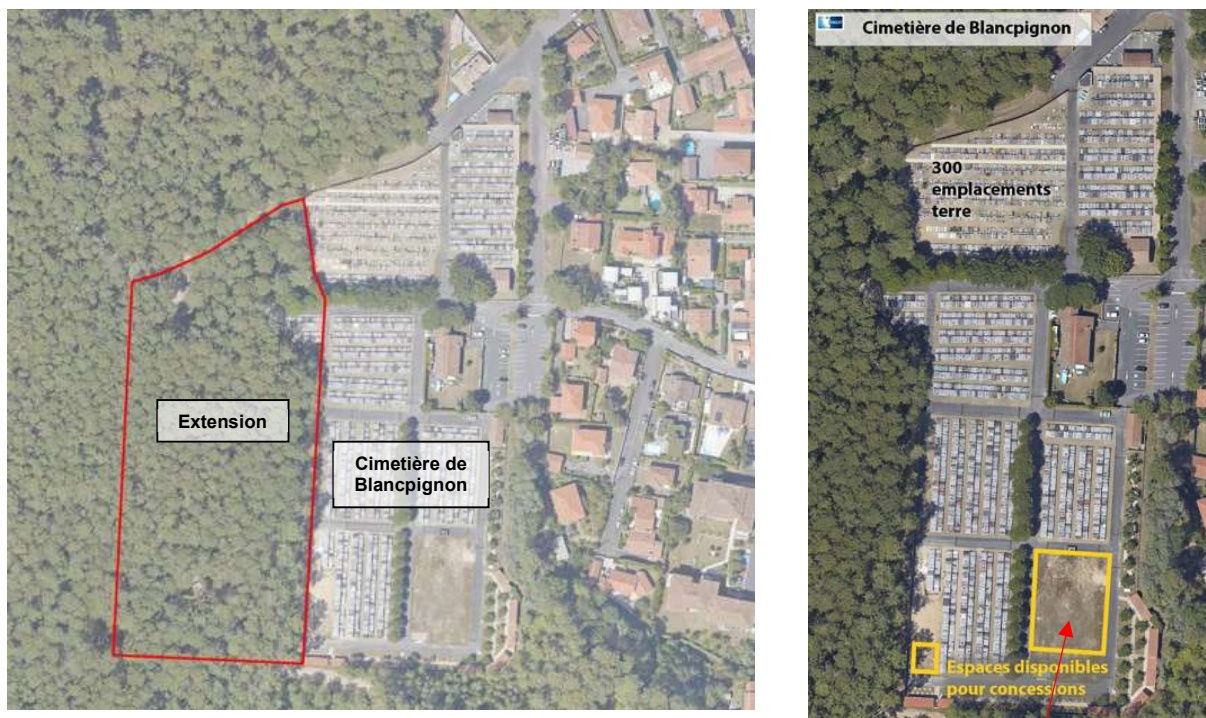 Extension
Cimetière de
Blancpignon
Cimetière de Blancpignon
300
emplacements
terre
Espaces disponibles
pour concessions